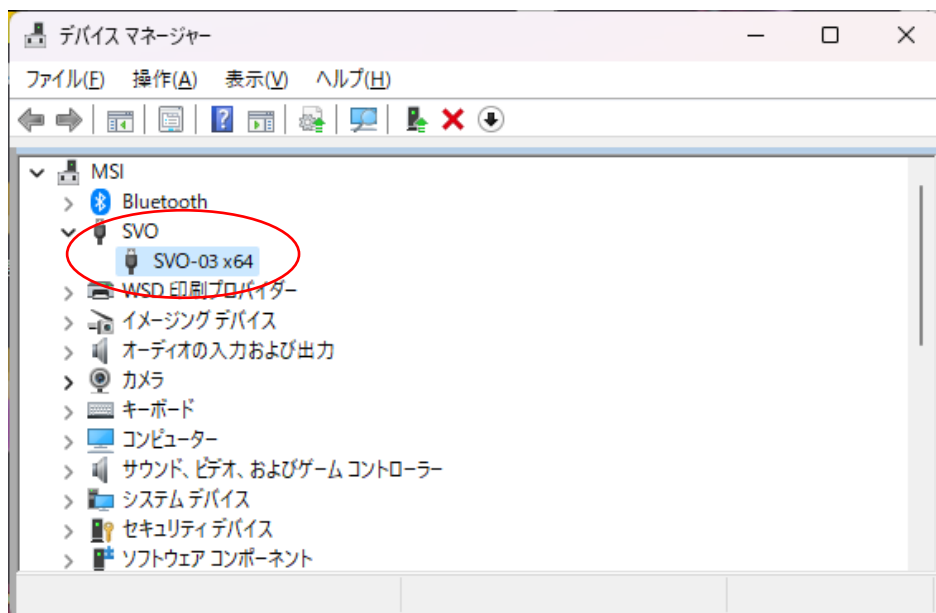 デバイス マネージャー
ファイル(F) 操作(A) 表示(V) ヘルプ(H)
MSI
Bluetooth
SVO
SVO-03 x64
WSD 印刷プロバイダー
イメージング デバイス
オーディオの入力および出力
カメラ
キーボード
コンピューター
サウンド、ビデオ、およびゲーム コントローラー
システム デバイス
セキュリティ デバイス
ソフトウェア コンポーネント